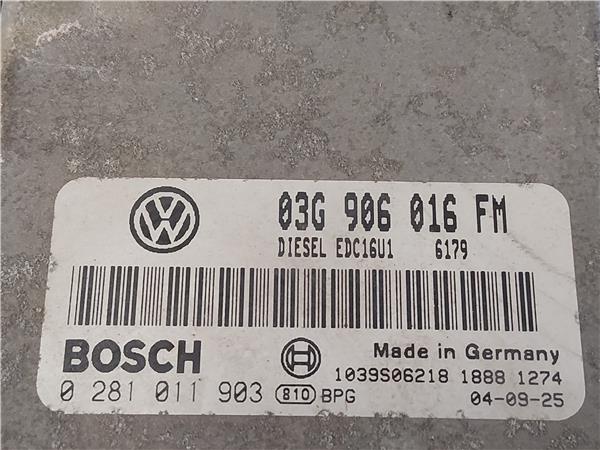 03G 906 016 FM
DIESEL EDC16U1 6179
BOSCH
Made in Germany
0 281 011 903 810 BPG
1039S06218 1888 1274
04-09-25